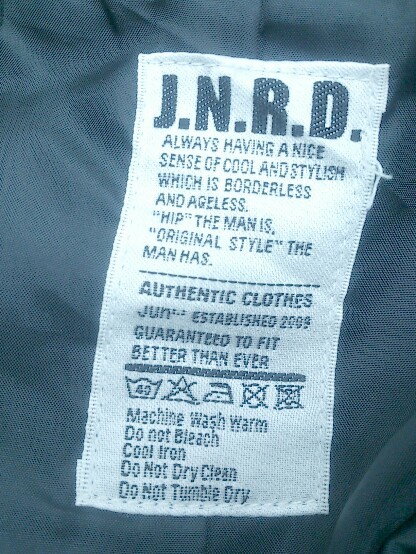 J.N.R.D.
ALWAYS HAVING A NICE
SENSE OF COOL AND STYLISH
WHICH IS BORDERLESS
AND AGELESS.
"HIP" THE MAN IS,
"ORIGINAL STYLE" THE
MAN HAS.
AUTHENTIC CLOTHES
Jun ESTABLISHED 2009
GUARANTEED TO FIT
BETTER THAN EVER
40
Machine Wash Warm
Do not Bleach
Cool Iron
Do Not Dry Clean
Do Not Tumble Dry